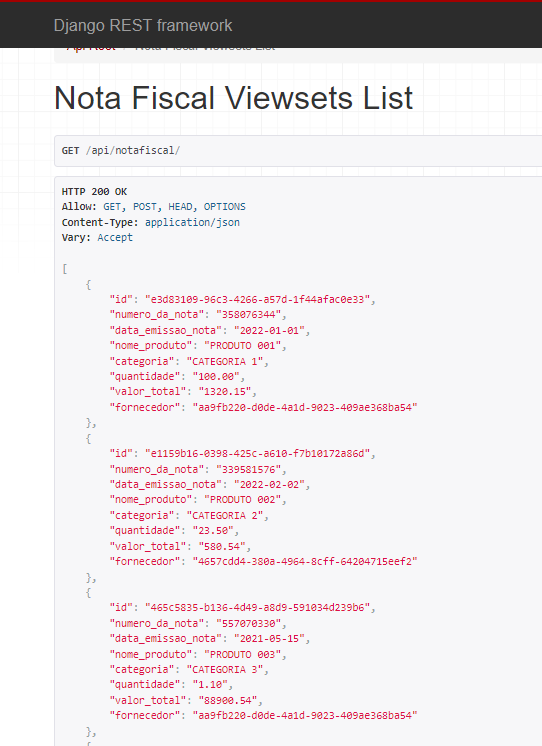 Django REST framework
Nota Fiscal Viewsets List
Nota Fiscal Viewsets List
GET /api/notafiscal/
HTTP 200 OK
Allow: GET, POST, HEAD, OPTIONS
Content-Type: application/json
Vary: Accept
[
{
"id": "e3d83109-96c3-4266-a57d-1f44afac0e33",
"numero_da_nota": "358076344",
"data_emissao_nota": "2022-01-01",
"nome_produto": "PRODUTO 001",
"categoria": "CATEGORIA 1",
"quantidade": "100.00",
"valor_total": "1320.15",
"fornecedor": "aa9fb220-d0de-4a1d-9023-409ae368ba54"
},
{
"id": "e1159b16-0398-425c-a610-f7b10172a86d",
"numero_da_nota": "339581576",
"data_emissao_nota": "2022-02-02",
"nome_produto": "PRODUTO 002",
"categoria": "CATEGORIA 2",
"quantidade": "23.50",
"valor_total": "580.54",
"fornecedor": "4657cdd4-380a-4964-8cff-64204715eef2"
},
{
"id": "465c5835-b136-4d49-a8d9-591034d239b6",
"numero_da_nota": "557070330",
"data_emissao_nota": "2021-05-15",
"nome_produto": "PRODUTO 003",
"categoria": "CATEGORIA 3",
"quantidade": "1.10",
"valor_total": "88900.54",
"fornecedor": "aa9fb220-d0de-4a1d-9023-409ae368ba54"
},